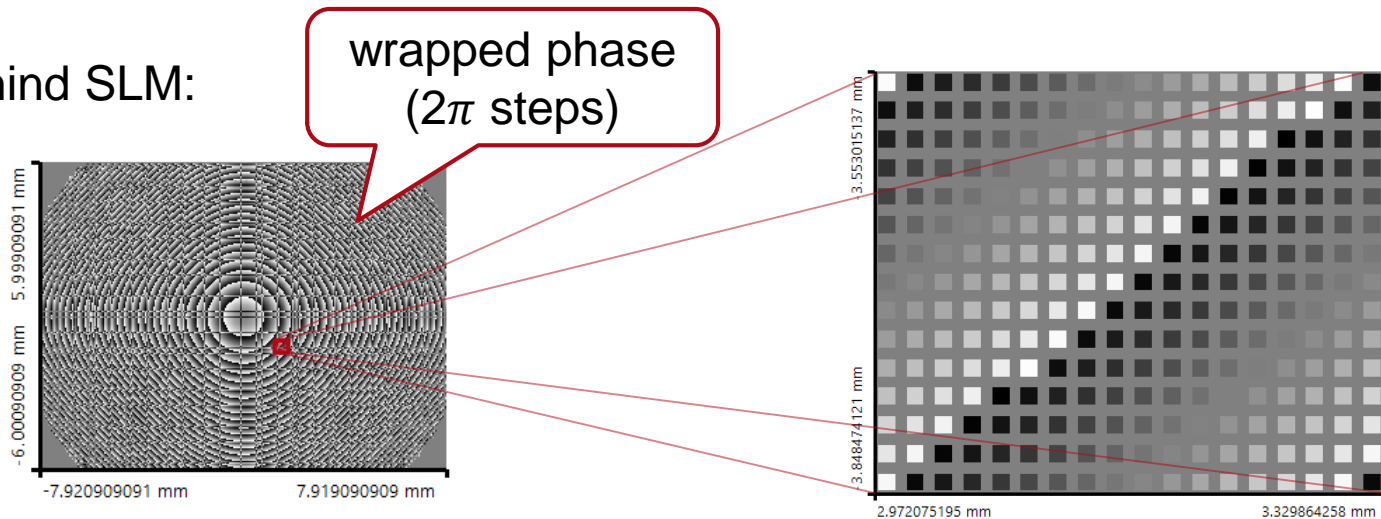 wrapped phase
(2𝜋 steps)
hind SLM:
5.99909091 mm
-6.00090909 mm
-7.920909091 mm
7.919090909 mm
-3.553015137 mm
-3.848474121 mm
2.972075195 mm
3.329864258 mm